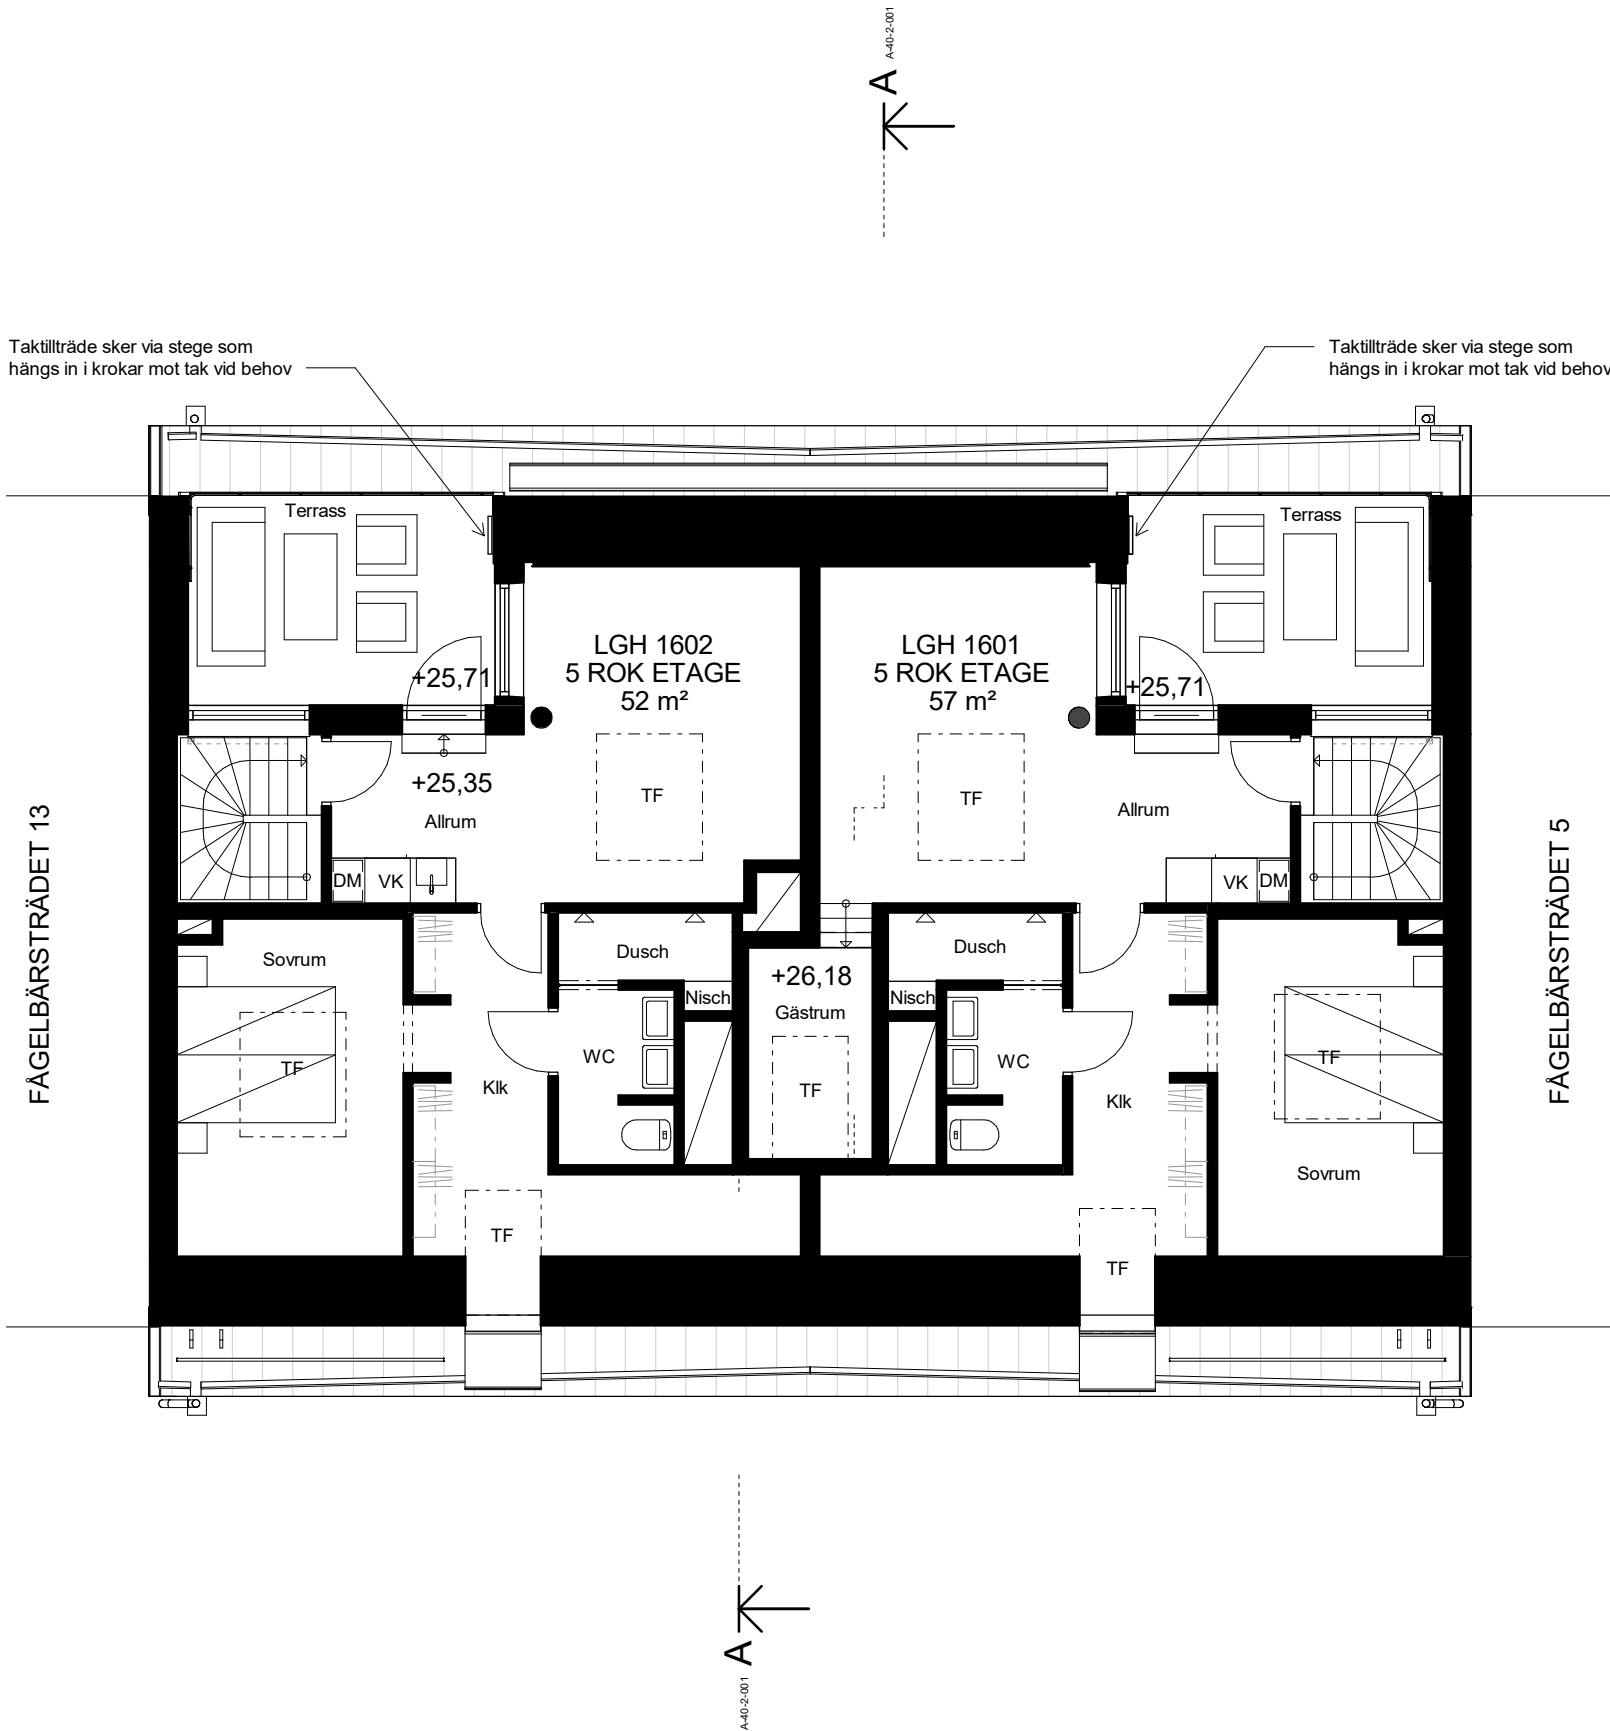 A-40-2-001
A
Taktillträde sker via stege som
hängs in i krokar mot tak vid behov
Taktillträde sker via stege som
hängs in i krokar mot tak vid behov
Terrass
Terrass
LGH 1602
5 ROK ETAGE
52 m²
LGH 1601
5 ROK ETAGE
57 m²
+25,71
+25,71
+25,35
Allrum
TF
TF
Allrum
DM
VK
VK
DM
FÅGELBÄRSTRÄDET 13
FÅGELBÄRSTRÄDET 5
Sovrum
Dusch
Dusch
+26,18
Gästrum
Nisch
Nisch
TF
WC
WC
TF
Klk
TF
Klk
Sovrum
TF
TF
A
A-40-2-001